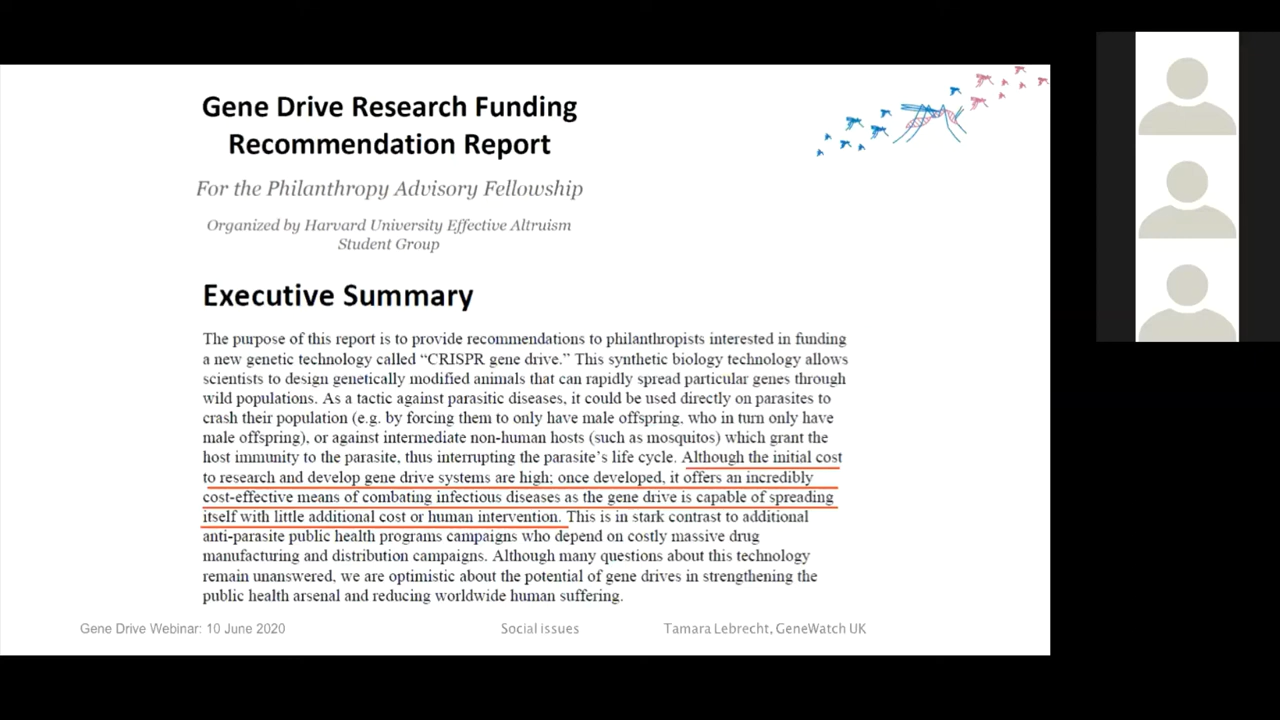 Gene Drive Research Funding
Recommendation Report
For the Philanthropy Advisory Fellowship
Organized by Harvard University Effective Altruism
Student Group
Executive Summary
The purpose of this report is to provide recommendations to philanthropists interested in funding
a new genetic technology called “CRISPR gene drive.” This synthetic biology technology allows
scientists to design genetically modified animals that can rapidly spread particular genes through
wild populations. As a tactic against parasitic diseases, it could be used directly on parasites to
crash their population (e.g. by forcing them to only have male offspring, who in turn only have
male offspring), or against intermediate non-human hosts (such as mosquitos) which grant the
host immunity to the parasite, thus interrupting the parasite’s life cycle. Although the initial cost
to research and develop gene drive systems are high; once developed, it offers an incredibly
cost-effective means of combating infectious diseases as the gene drive is capable of spreading
itself with little additional cost or human intervention. This is in stark contrast to additional
anti-parasite public health programs campaigns who depend on costly massive drug
manufacturing and distribution campaigns. Although many questions about this technology
remain unanswered, we are optimistic about the potential of gene drives in strengthening the
public health arsenal and reducing worldwide human suffering.
Gene Drive Webinar: 10 June 2020
Social issues
Tamara Lebrecht, GeneWatch UK